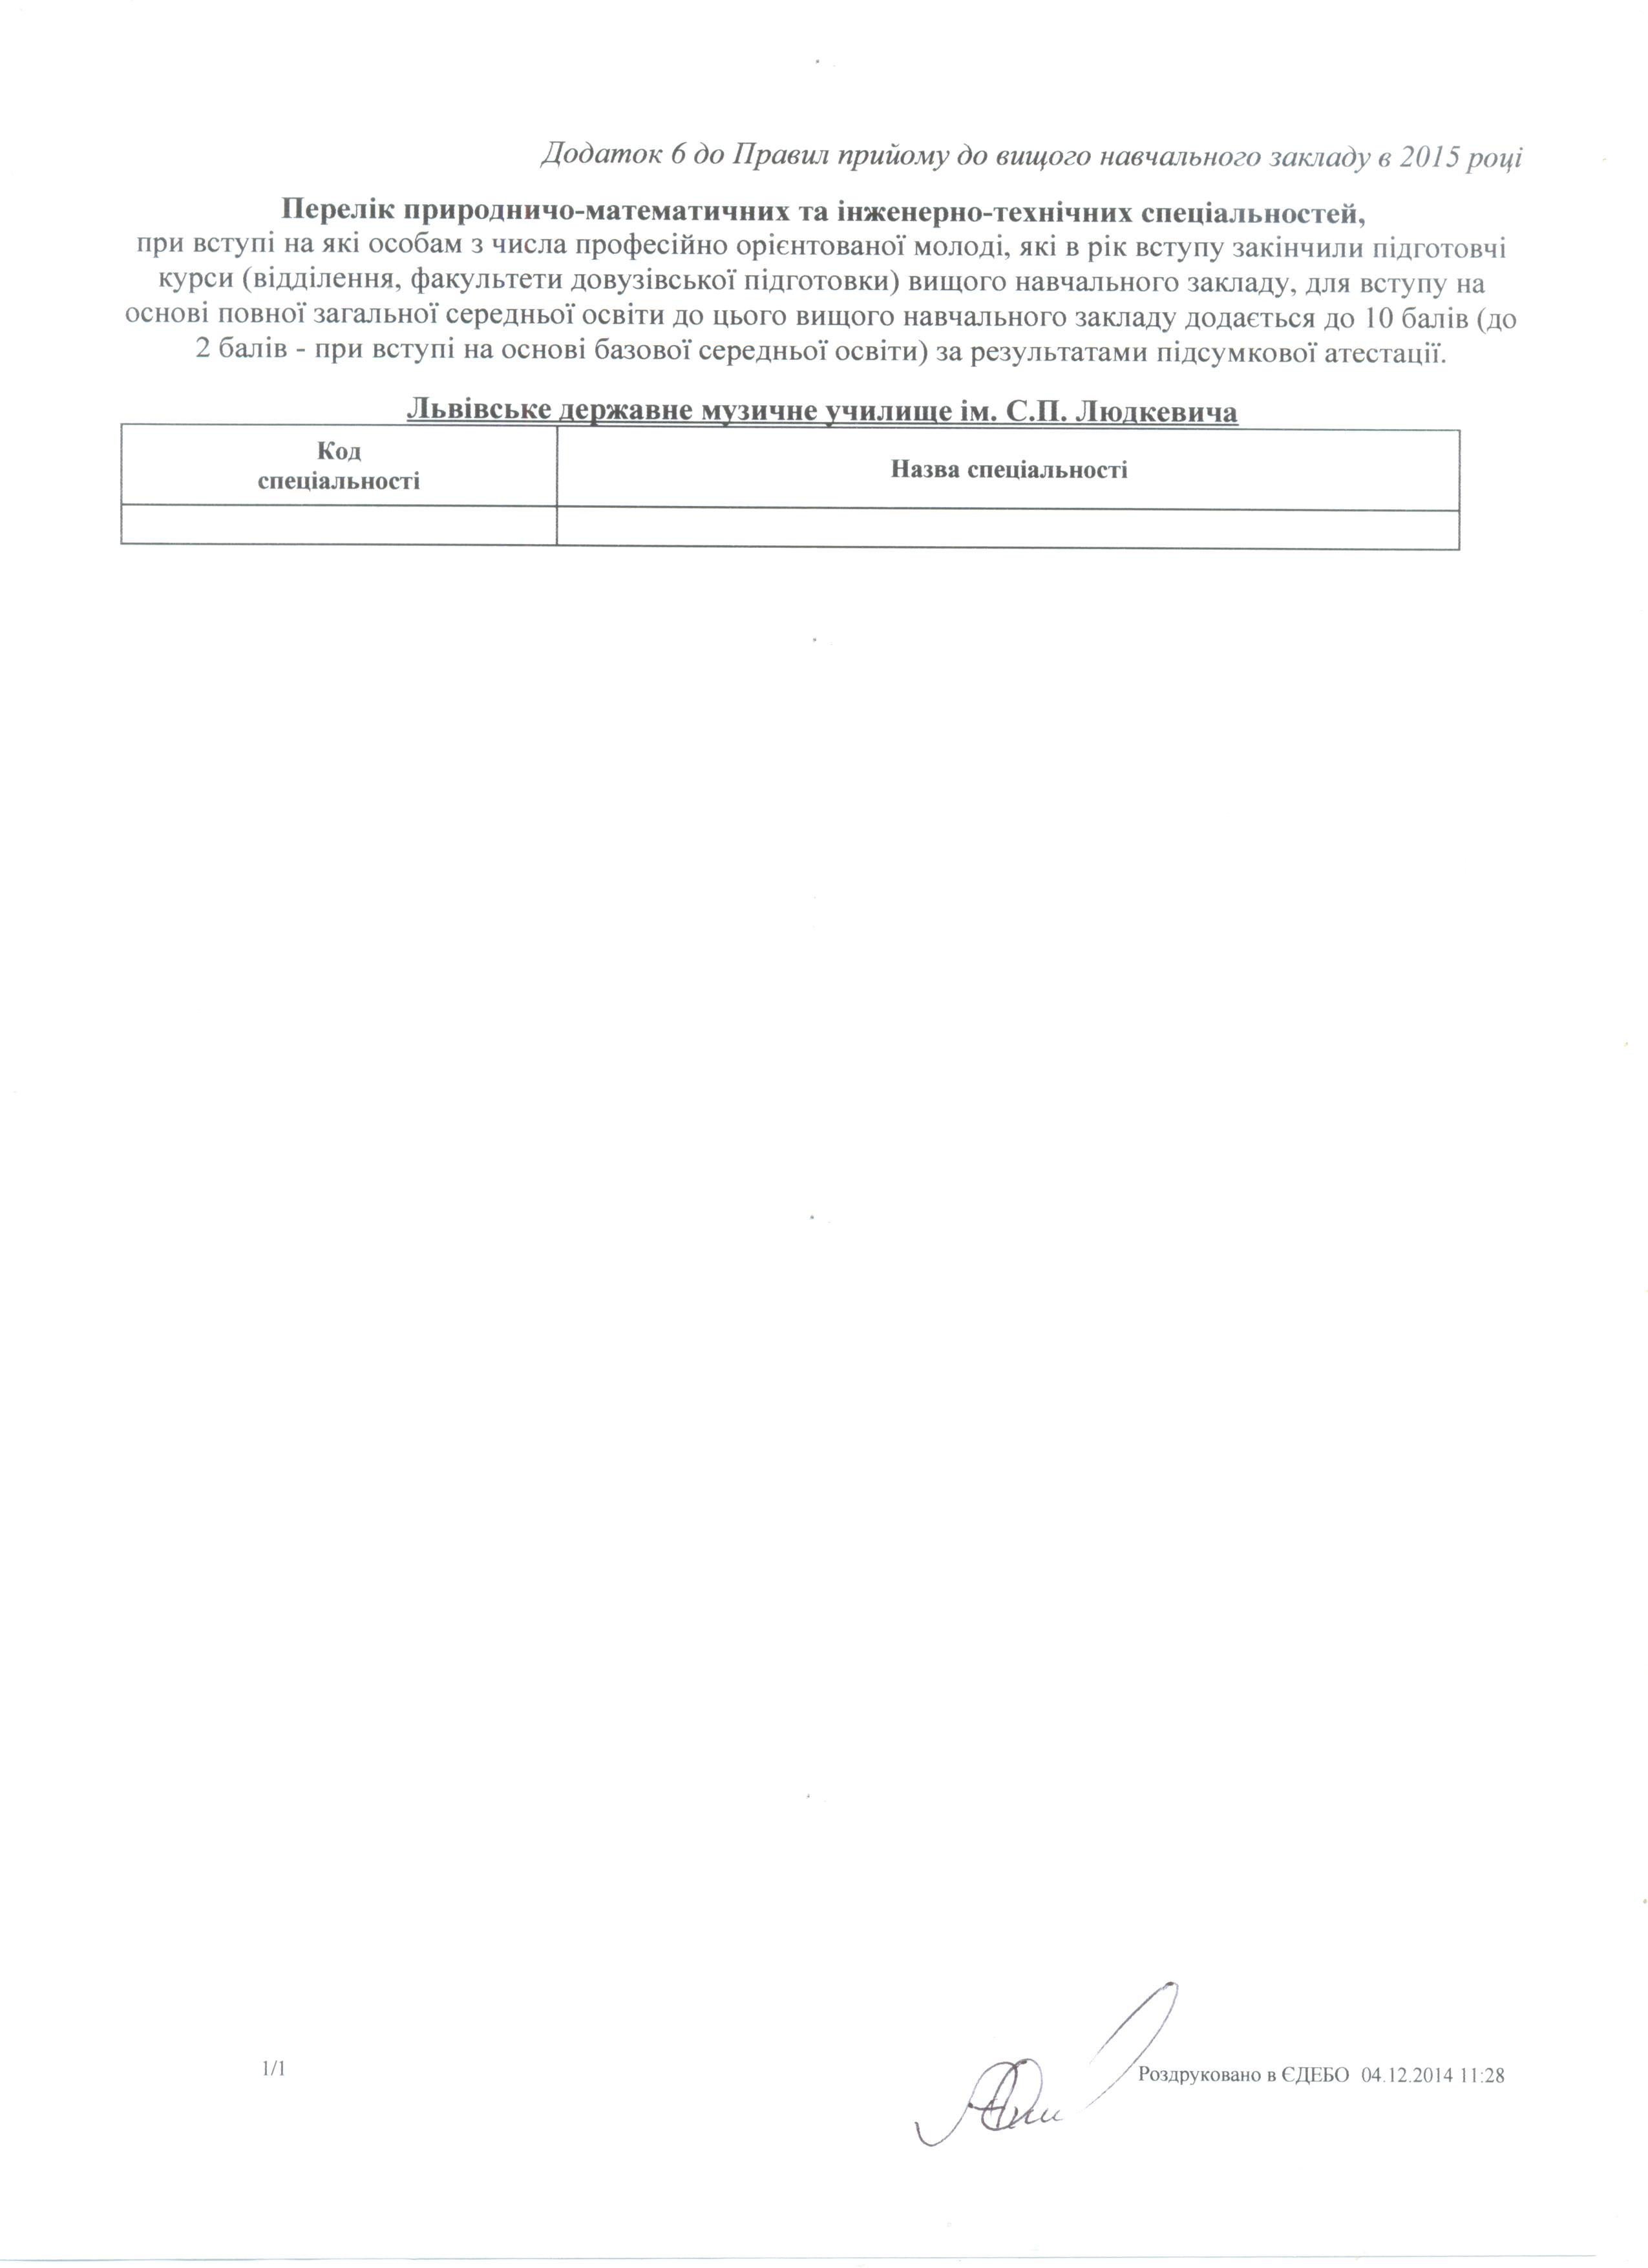 Додаток 6 до Правил прийому до вищого навчального закладу в 2015 році
Перелік природничо-математичних та інженерно-технічних спеціальностей,
при вступі на які особам з числа професійно орієнтованої молоді, які в рік вступу закінчили підготовчі
курси (відділення, факультети довузівської підготовки) вищого навчального закладу, для вступу на
основі повної загальної середньої освіти до цього вищого навчального закладу додається до 10 балів (до
2 балів - при вступі на основі базової середньої освіти) за результатами підсумкової атестації.
Львівське державне музичне училище ім. С.П. Людкевича
Код
спеціальності
Назва спеціальності
1/1
Роздруковано в ЄДЕБО 04.12.2014 11:28